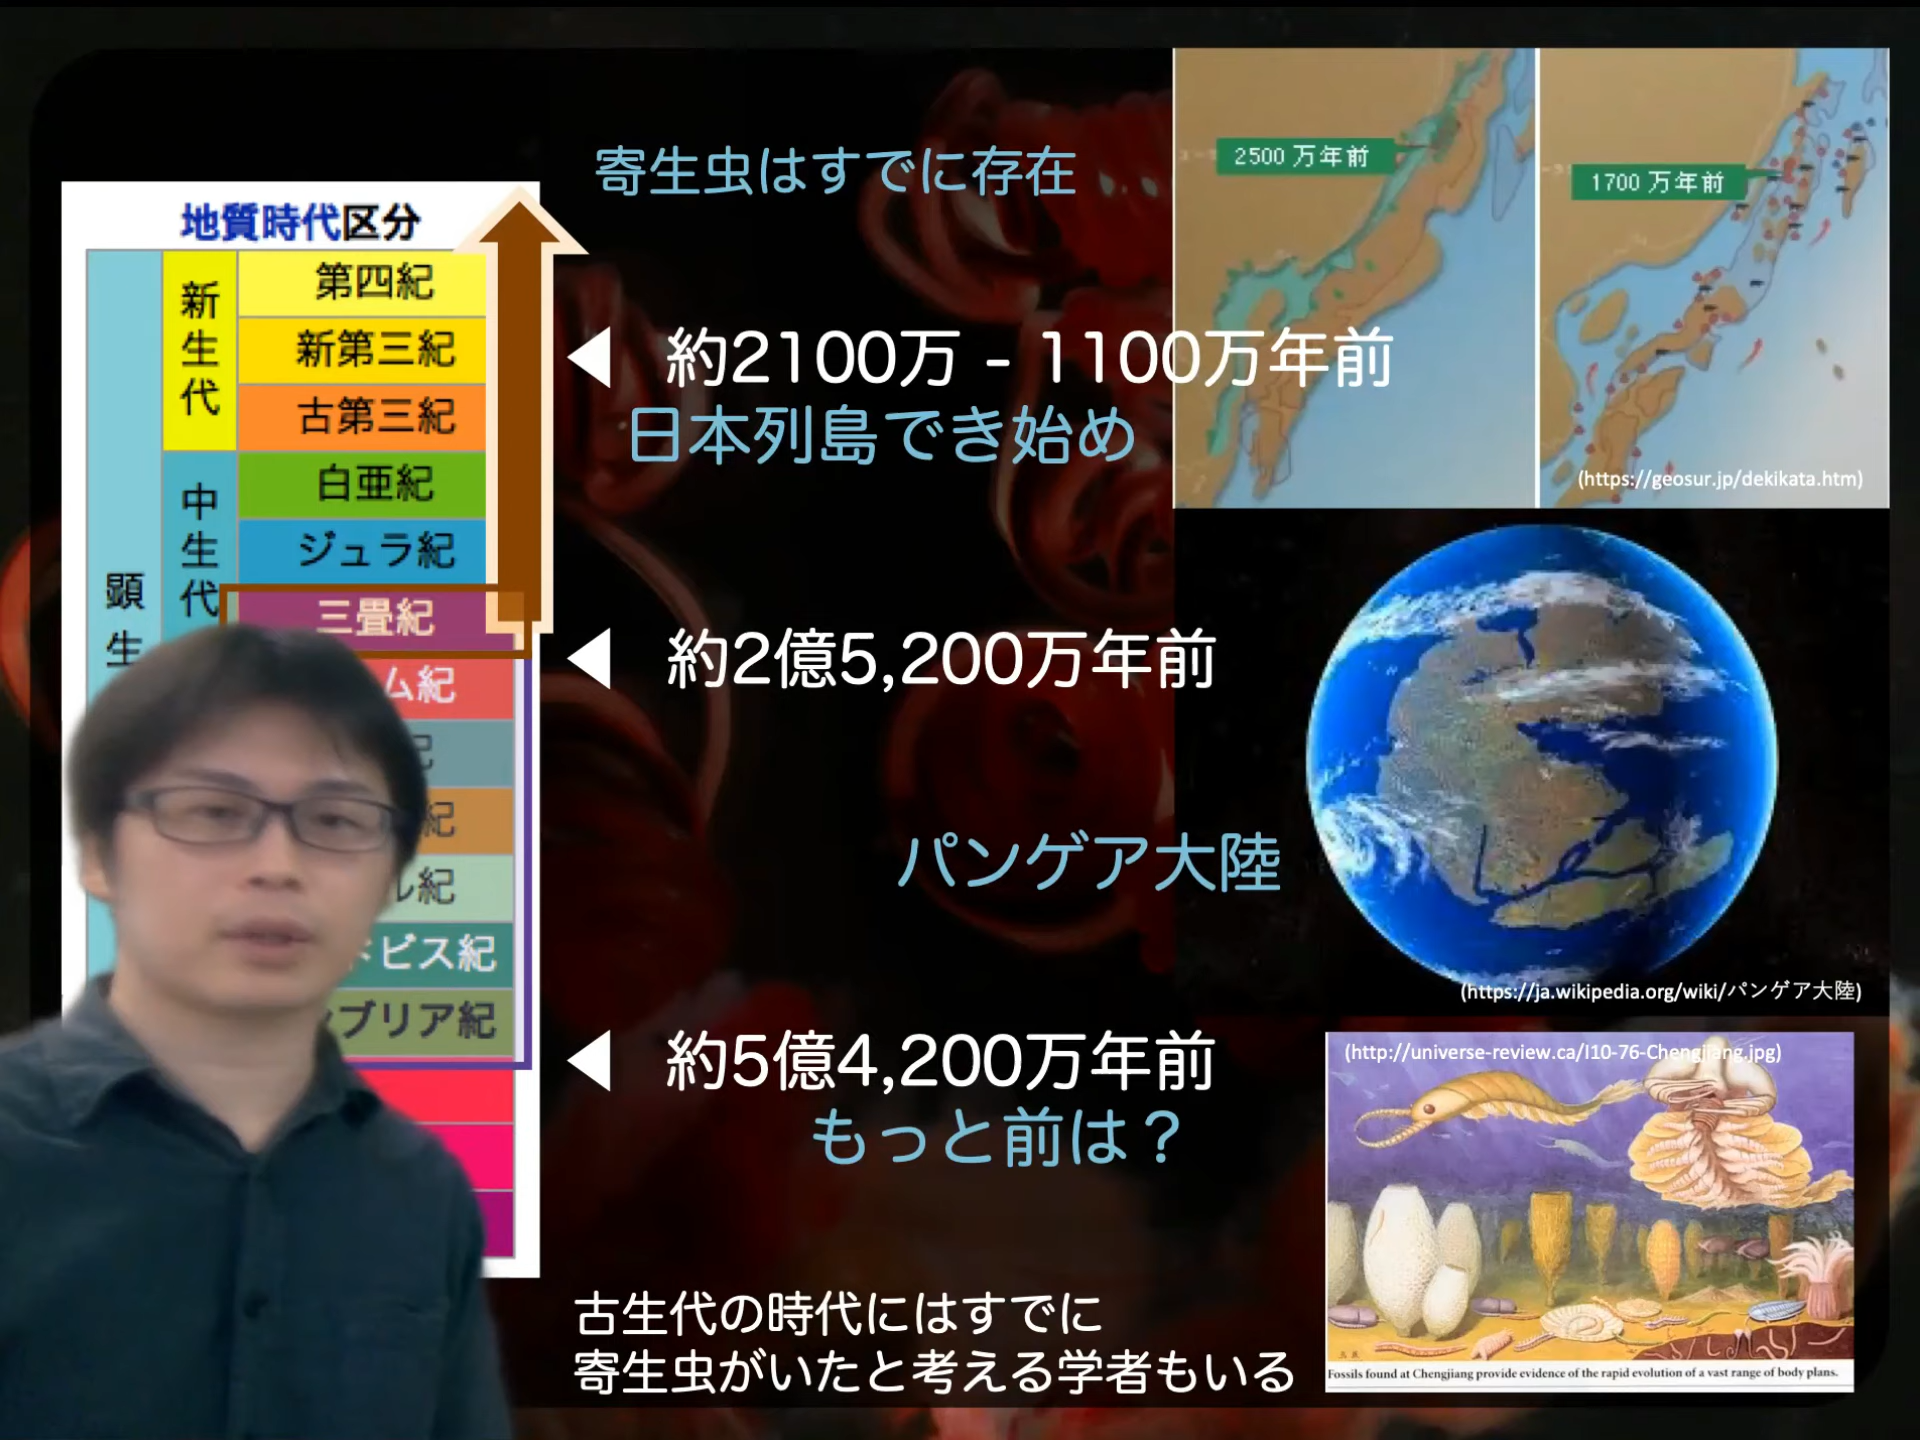 寄生虫はすでに存在
地質時代区分
顕生
新生代
第四紀
新第三紀
古第三紀
中生代
白亜紀
ジュラ紀
三畳紀
ム紀
紀
紀
ル紀
ドビス紀
ンブリア紀
約2100万 - 1100万年前
日本列島でき始め
2500 万年前
1700 万年前
(https://geosur.jp/dekikata.htm)
約2億5,200万年前
パンゲア大陸
(https://ja.wikipedia.org/wiki/パンゲア大陸)
約5億4,200万年前
もっと前は？
(http://universe-review.ca/I10-76-Chengjiang.jpg)
Fossils found at Chengjiang provide evidence of the rapid evolution of a vast range of body plans.
古生代の時代にはすでに
寄生虫がいたと考える学者もいる